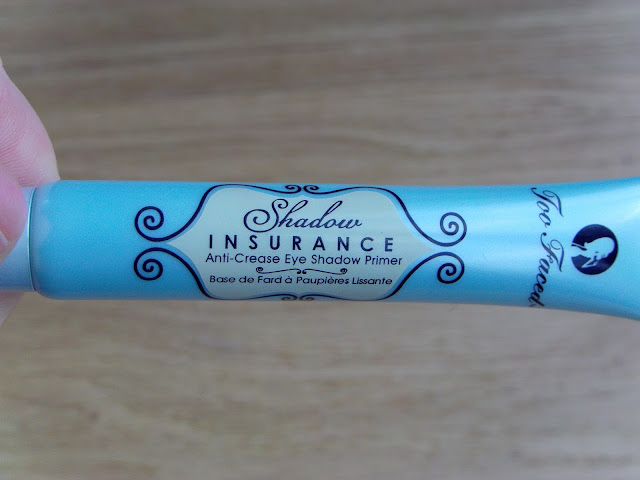 Shadow
INSURANCE
Anti-Crease Eye Shadow Primer
Base de Fard à Paupières Lissante
Too Faced